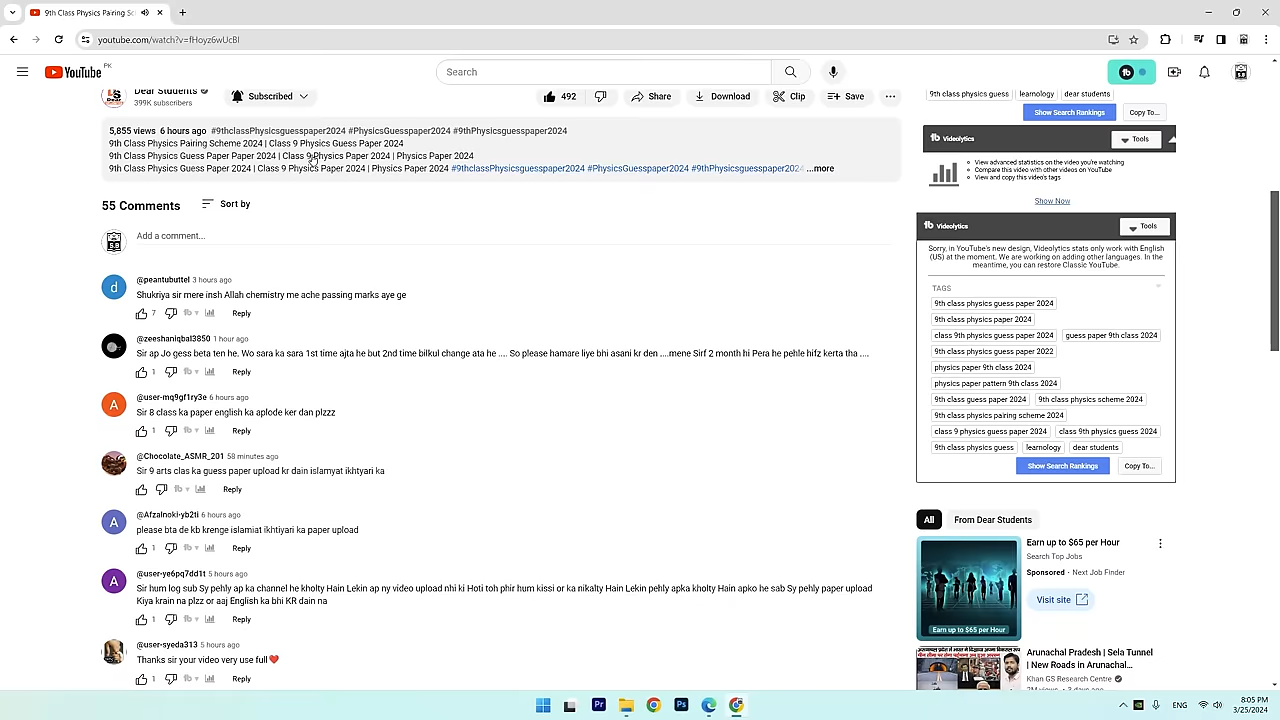 9th Class Physics Pairing Sc
youtube.com/watch?v=fHoyz6wUcBI
YouTube PK
Search
Dear Students
399K subscribers
Subscribed
492
Share
Download
Clip
Save
5,855 views 6 hours ago #9thclassPhysicsguesspaper2024 #PhysicsGuesspaper2024 #9thPhysicsguesspaper2024
9th Class Physics Pairing Scheme 2024 | Class 9 Physics Guess Paper 2024
9th Class Physics Guess Paper Paper 2024 | Class 9 Physics Paper 2024 | Physics Paper 2024
9th Class Physics Guess Paper 2024 | Class 9 Physics Paper 2024 | Physics Paper 2024 #9thclassPhysicsguesspaper2024 #PhysicsGuesspaper2024 #9thPhysicsguesspaper2024 ...more
55 Comments
Sort by
Add a comment...
@peantubuttel 3 hours ago
Shukriya sir mere insh Allah chemistry me ache passing marks aye ge
7
Reply
@zeeshaniqbal3850 1 hour ago
Sir ap Jo gess beta ten he. Wo sara ka sara 1st time ajta he but 2nd time bilkul change ata he .... So please hamare liye bhi asani kr den ....mene Sirf 2 month hi Pera he pehle hifz kerta tha ....
1
Reply
@user-mq9gf1ry3e 6 hours ago
Sir 8 class ka paper english ka aplode ker dan plzzz
1
Reply
@Chocolate_ASMR_201 58 minutes ago
Sir 9 arts clas ka guess paper upload kr dain islamyat ikhtyari ka
Reply
@Afzalnoki-yb2ti 6 hours ago
please bta de kb krenge islamiat ikhtiyari ka paper upload
1
Reply
@user-ye6pq7dd1t 5 hours ago
Sir hum log sub Sy pehly ap ka channel he kholty Hain Lekin ap ny video upload nhi ki Hoti toh phir hum kissi or ka nikalty Hain Lekin pehly apka kholty Hain apko he sab Sy pehly paper upload
Kiya krain na plzz or aaj English ka bhi KR dain na
1
Reply
@user-syeda313 5 hours ago
Thanks sir your video very use full❤️
1
Reply
9th class physics guess
learnology
dear students
Show Search Rankings
Copy To...
Videolytics
Tools
View advanced statistics on the video you're watching
Compare this video with other videos on YouTube
View and copy this video's tags
Show Now
Videolytics
Tools
Sorry, in YouTube's new design, Videolytics stats only work with English
(US) at the moment. We are working on adding other languages. In the
meantime, you can restore Classic YouTube.
TAGS
9th class physics guess paper 2024
9th class physics paper 2024
class 9th physics guess paper 2024
guess paper 9th class 2024
9th class physics guess paper 2022
physics paper 9th class 2024
physics paper pattern 9th class 2024
9th class guess paper 2024
9th class physics scheme 2024
9th class physics pairing scheme 2024
class 9 physics guess paper 2024
class 9th physics guess 2024
9th class physics guess
learnology
dear students
Show Search Rankings
Copy To...
All
From Dear Students
Earn up to $65 per Hour
Earn up to $65 per Hour
Search Top Jobs
Sponsored · Next Job Finder
Visit site
Arunachal Pradesh | Sela Tunnel
| New Roads in Arunachal...
Khan GS Research Centre
2M views · 3 days ago
ENG
8:05 PM
3/25/2024